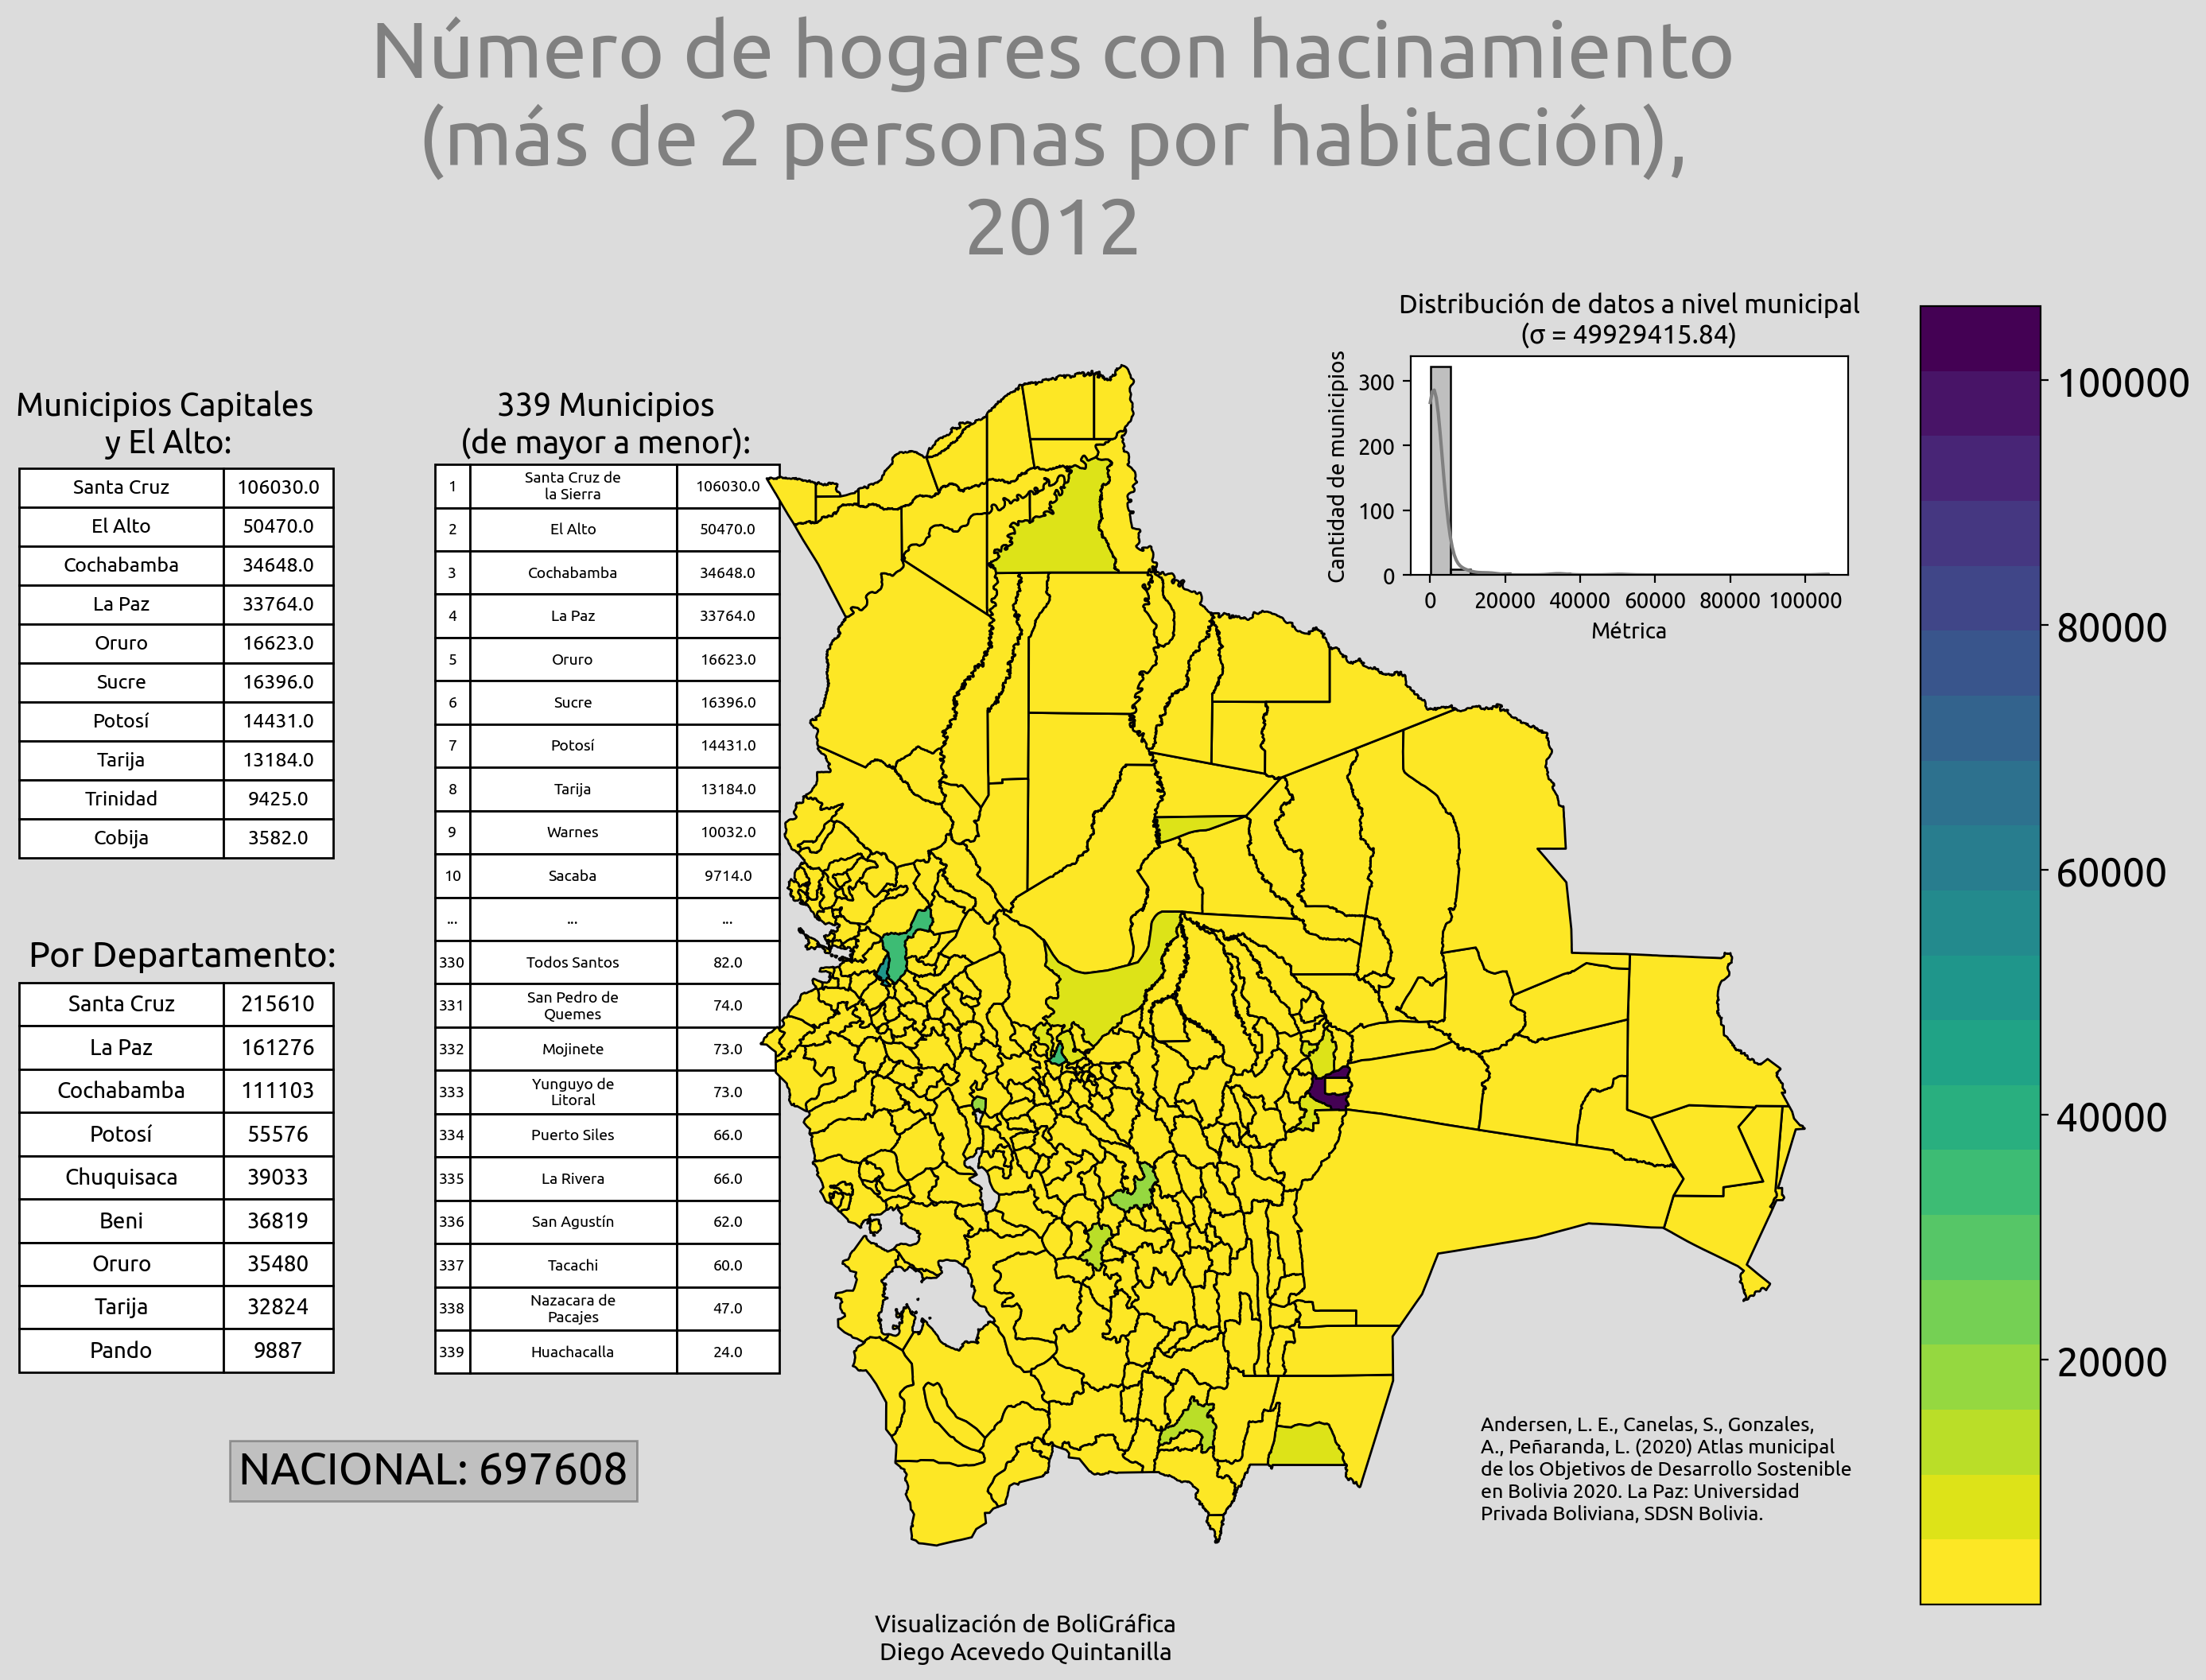 Número de hogares con hacinamiento
(más de 2 personas por habitación),
2012
Municipios Capitales
y El Alto:
Santa Cruz 106030.0
El Alto 50470.0
Cochabamba 34648.0
La Paz 33764.0
Oruro 16623.0
Sucre 16396.0
Potosí 14431.0
Tarija 13184.0
Trinidad 9425.0
Cobija 3582.0
Por Departamento:
Santa Cruz 215610
La Paz 161276
Cochabamba 111103
Potosí 55576
Chuquisaca 39033
Beni 36819
Oruro 35480
Tarija 32824
Pando 9887
NACIONAL: 697608
339 Municipios
(de mayor a menor):
1 Santa Cruz de la Sierra 106030.0
2 El Alto 50470.0
3 Cochabamba 34648.0
4 La Paz 33764.0
5 Oruro 16623.0
6 Sucre 16396.0
7 Potosí 14431.0
8 Tarija 13184.0
9 Warnes 10032.0
10 Sacaba 9714.0
... ... ...
330 Todos Santos 82.0
331 San Pedro de Quemes 74.0
332 Mojinete 73.0
333 Yunguyo de Litoral 73.0
334 Puerto Siles 66.0
335 La Rivera 66.0
336 San Agustín 62.0
337 Tacachi 60.0
338 Nazacara de Pacajes 47.0
339 Huachacalla 24.0
Distribución de datos a nivel municipal
(σ = 49929415.84)
Cantidad de municipios
300
200
100
0
0 20000 40000 60000 80000 100000
Métrica
100000
80000
60000
40000
20000
Andersen, L. E., Canelas, S., Gonzales,
A., Peñaranda, L. (2020) Atlas municipal
de los Objetivos de Desarrollo Sostenible
en Bolivia 2020. La Paz: Universidad
Privada Boliviana, SDSN Bolivia.
Visualización de BoliGráfica
Diego Acevedo Quintanilla